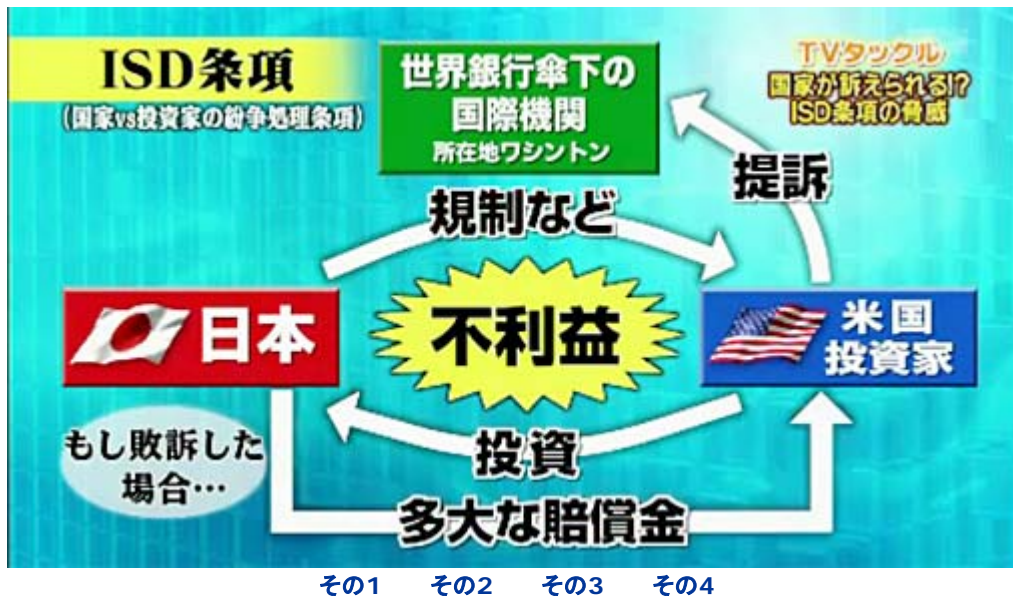 ISD条項
(国家vs投資家の紛争処理条項)
世界銀行傘下の
国際機関
所在地ワシントン
TVタックル
国家が訴えられる!?
ISD条項の脅威
提訴
規制など
日本
不利益
米国
投資家
もし敗訴した
場合…
投資
多大な賠償金
その1 その2 その3 その4